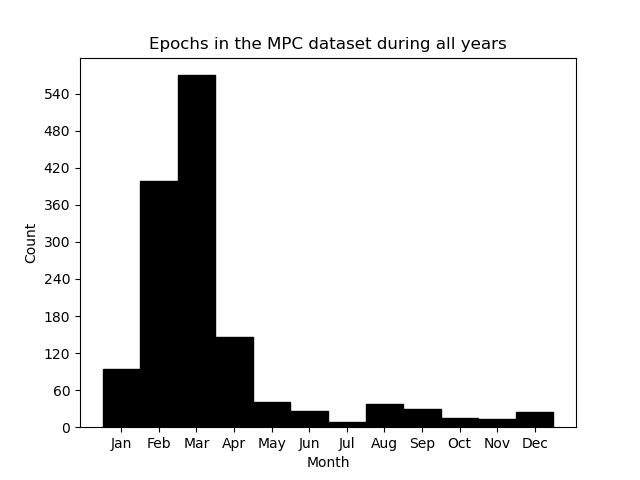 Epochs in the MPC dataset during all years
Count
540
480
420
360
300
240
180
120
60
0
Jan Feb Mar Apr May Jun Jul Aug Sep Oct Nov Dec
Month